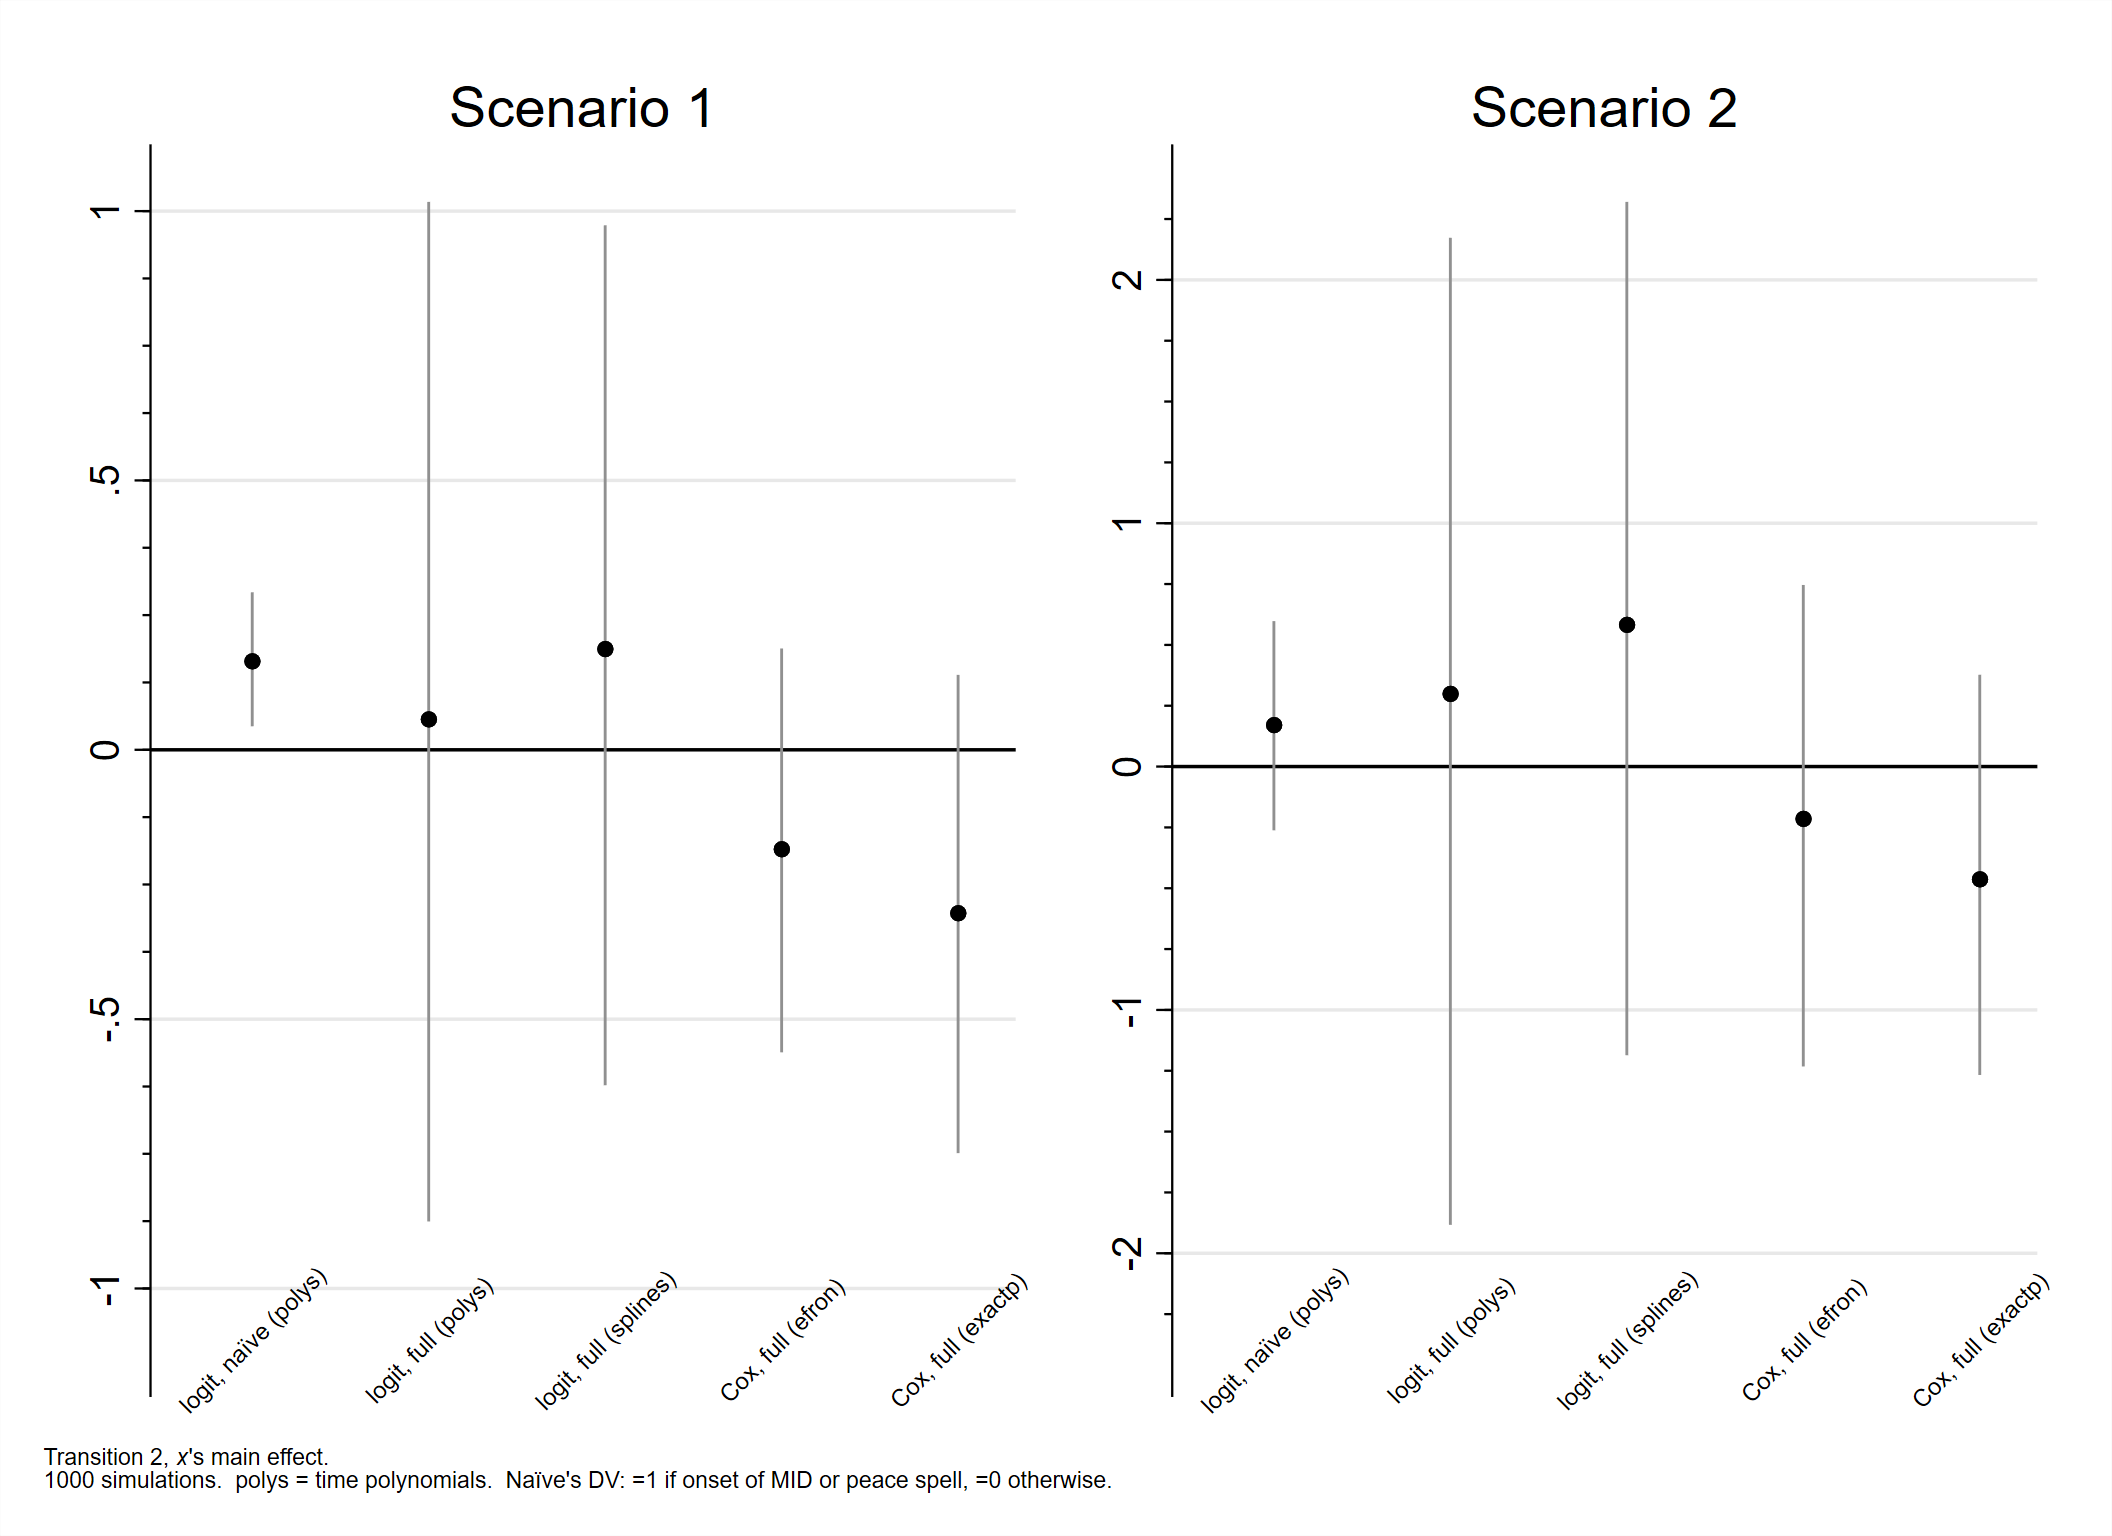 Scenario 1
1
.5
0
-.5
-1
logit, naïve (polys)
logit, full (polys)
logit, full (splines)
Cox, full (efron)
Cox, full (exactp)
Scenario 2
2
1
0
-1
-2
logit, naïve (polys)
logit, full (polys)
logit, full (splines)
Cox, full (efron)
Cox, full (exactp)
Transition 2, x's main effect.
1000 simulations.  polys = time polynomials.  Naïve's DV: =1 if onset of MID or peace spell, =0 otherwise.